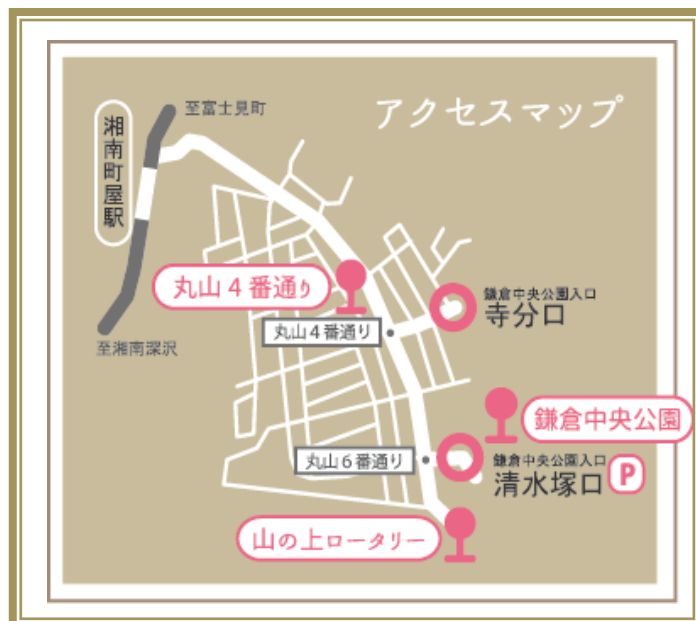 アクセスマップ
至富士見町
湘南町屋駅
至湘南深沢
丸山4番通り
丸山4番通り
鎌倉中央公園入口
寺分口
鎌倉中央公園
丸山6番通り
鎌倉中央公園入口
清水塚口
P
山の上ロータリー